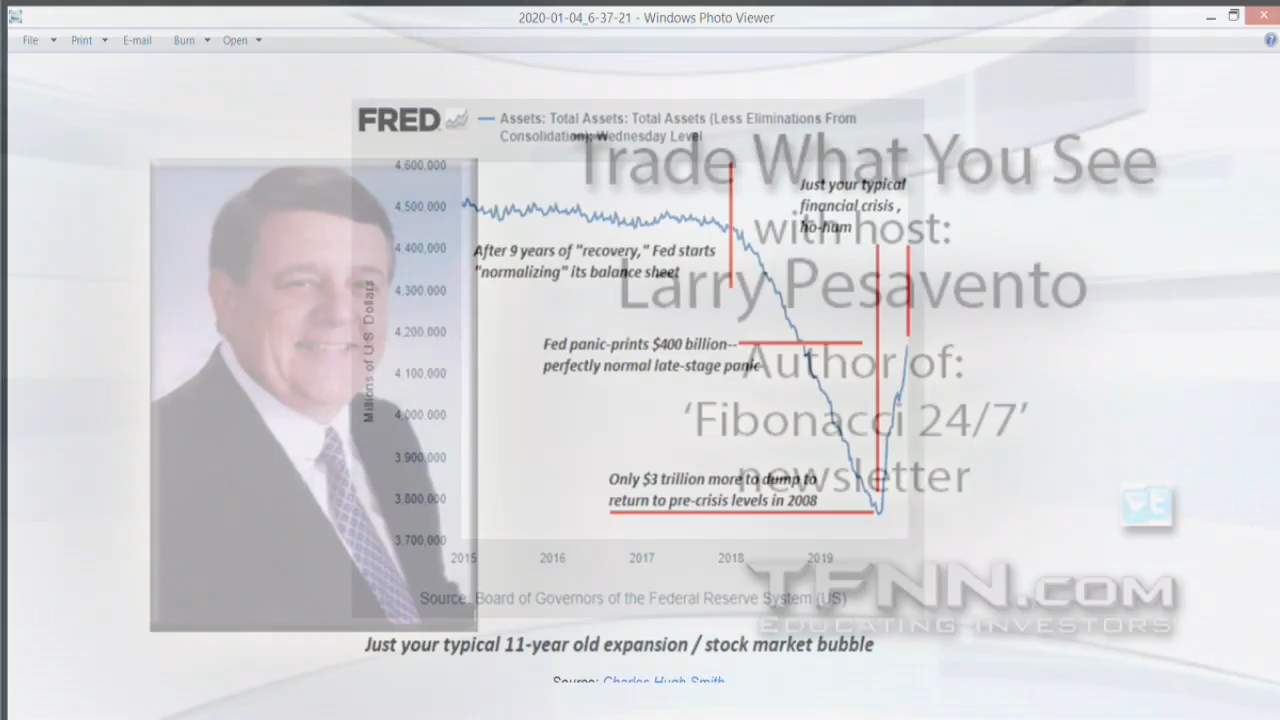 2020-01-04_6-37-21 - Windows Photo Viewer
File Print E-mail Burn Open
FRED
Assets: Total Assets: Total Assets (Less Eliminations From
Consolidation): Wednesday Level
Trade What You See
with host:
Larry Pesavento
Author of:
‘Fibonacci 24/7’
newsletter
TFNN.COM
EDUCATING INVESTORS
Just your typical
financial crisis ,
ho-hum
After 9 years of "recovery," Fed starts
"normalizing" its balance sheet
Fed panic-prints $400 billion--
perfectly normal late-stage panic
Only $3 trillion more to dump to
return to pre-crisis levels in 2008
Millions of U.S. Dollars
4,600,000
4,500,000
4,400,000
4,300,000
4,200,000
4,100,000
4,000,000
3,900,000
3,800,000
3,700,000
2015 2016 2017 2018 2019
Source: Board of Governors of the Federal Reserve System (US)
Just your typical 11-year old expansion / stock market bubble
Source: Charles Hugh Smith